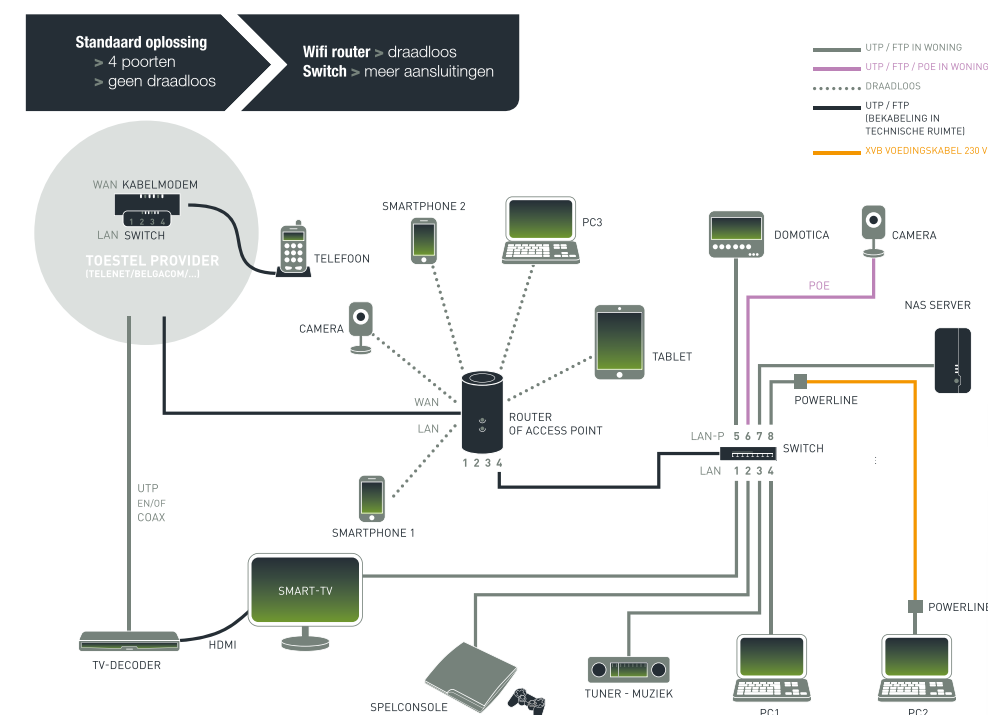 Standaard oplossing
> 4 poorten
> geen draadloos
Wifi router > draadloos
Switch > meer aansluitingen
UTP / FTP IN WONING
UTP / FTP / POE IN WONING
DRAADLOOS
UTP / FTP
(BEKABELING IN
TECHNISCHE RUIMTE)
XVB VOEDINGSKABEL 230 V
WAN KABELMODEM
1 2 3 4
LAN SWITCH
TOESTEL PROVIDER
(TELENET/BELGACOM/...)
TELEFOON
SMARTPHONE 2
PC3
CAMERA
TABLET
WAN
LAN
ROUTER
OF ACCESS POINT
1 2 3 4
SMARTPHONE 1
DOMOTICA
CAMERA
POE
NAS SERVER
POWERLINE
LAN-P 5 6 7 8
SWITCH
LAN 1 2 3 4
UTP
EN/OF
COAX
SMART-TV
HDMI
TV-DECODER
SPELCONSOLE
TUNER - MUZIEK
POWERLINE
PC1
PC2